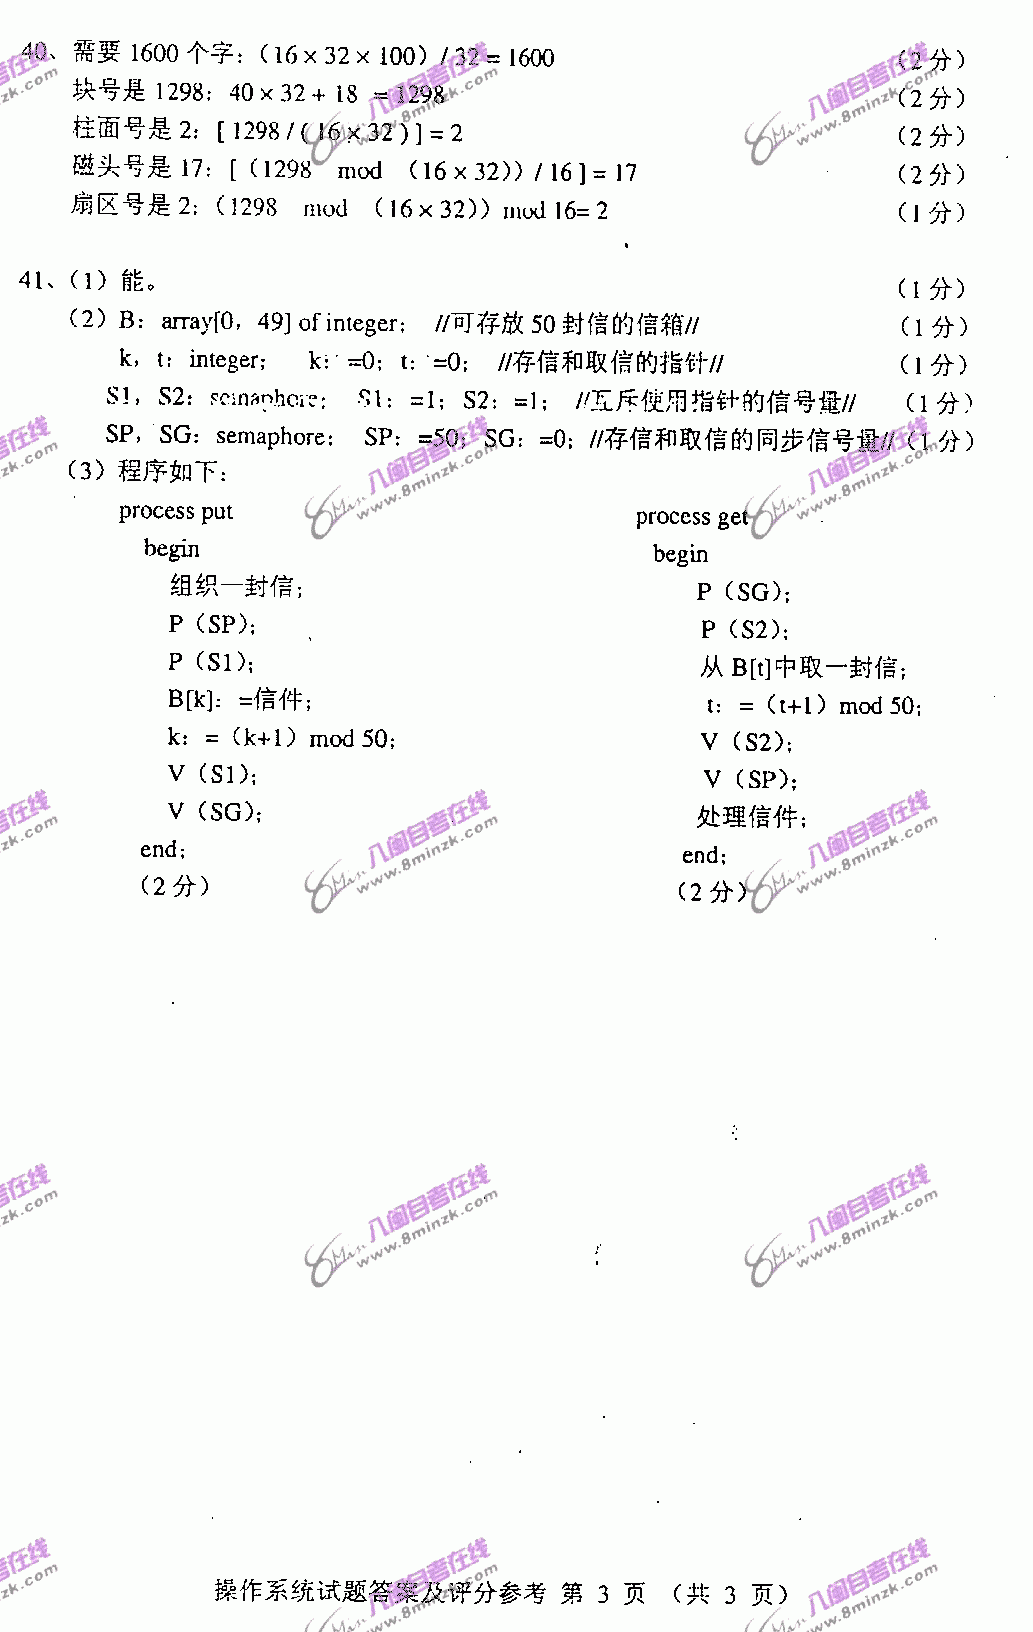 40、需要 1600 个字：(16×32×100) / 32 = 1600 (2 分)
块号是 1298：40×32+18 =1298 (2 分)
柱面号是 2：[ 1298 / ( 16×32 ) ] = 2 (2 分)
磁头号是 17：[ (1298 mod (16×32)) / 16 ] = 17 (2 分)
扇区号是 2：(1298 mod (16×32)) mod 16= 2 (1 分)
41、(1) 能。 (1 分)
(2) B：array[0，49] of integer； //可存放 50 封信的信箱// (1 分)
k，t：integer； k：=0；t：=0； //存信和取信的指针// (1 分)
S1，S2：semaphore； S1：=1；S2：=1； //互斥使用指针的信号量// (1 分)
SP，SG：semaphore； SP：=50；SG：=0；//存信和取信的同步信号量// (1 分)
(3) 程序如下：
process put process get
begin begin
组织一封信； P (SG)；
P (SP)； P (S2)；
P (S1)； 从 B[t]中取一封信；
B[k]：=信件； t：= (t+1) mod 50；
k：= (k+1) mod 50； V (S2)；
V (S1)； V (SP)；
V (SG)； 处理信件；
end； end；
(2 分) (2 分)
操作系统试题答案及评分参考 第 3 页 (共 3 页)
八闽自考在线
www.8minzk.com